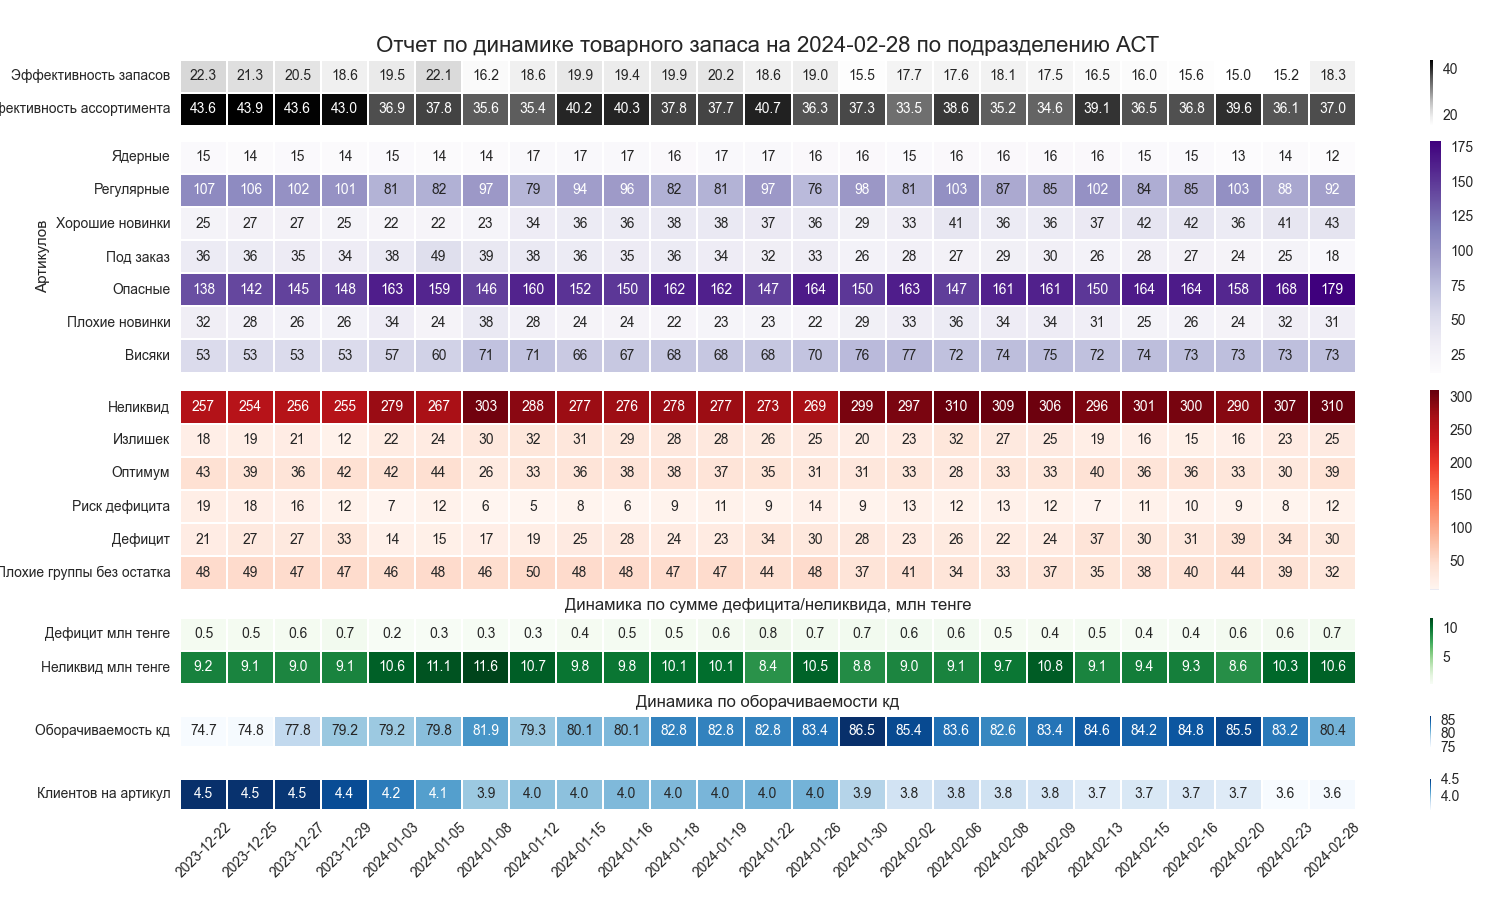 Отчет по динамике товарного запаса на 2024-02-28 по подразделению АСТ
Эффективность запасов 22.3 21.3 20.5 18.6 19.5 22.1 16.2 18.6 19.9 19.4 19.9 20.2 18.6 19.0 15.5 17.7 17.6 18.1 17.5 16.5 16.0 15.6 15.0 15.2 18.3
фективность ассортимента 43.6 43.9 43.6 43.0 36.9 37.8 35.6 35.4 40.2 40.3 37.8 37.7 40.7 36.3 37.3 33.5 38.6 35.2 34.6 39.1 36.5 36.8 39.6 36.1 37.0
40
20
Артикулов
Ядерные 15 14 15 14 15 14 14 17 17 17 16 17 17 16 16 15 16 16 16 16 15 15 13 14 12
Регулярные 107 106 102 101 81 82 97 79 94 96 82 81 97 76 98 81 103 87 85 102 84 85 103 88 92
Хорошие новинки 25 27 27 25 22 22 23 34 36 36 38 38 37 36 29 33 41 36 36 37 42 42 36 41 43
Под заказ 36 36 35 34 38 49 39 38 36 35 36 34 32 33 26 28 27 29 30 26 28 27 24 25 18
Опасные 138 142 145 148 163 159 146 160 152 150 162 162 147 164 150 163 147 161 161 150 164 164 158 168 179
Плохие новинки 32 28 26 26 34 24 38 28 24 24 22 23 23 22 29 33 36 34 34 31 25 26 24 32 31
Висяки 53 53 53 53 57 60 71 71 66 67 68 68 68 70 76 77 72 74 75 72 74 73 73 73 73
175
150
125
100
75
50
25
Неликвид 257 254 256 255 279 267 303 288 277 276 278 277 273 269 299 297 310 309 306 296 301 300 290 307 310
Излишек 18 19 21 12 22 24 30 32 31 29 28 28 26 25 20 23 32 27 25 19 16 15 16 23 25
Оптимум 43 39 36 42 42 44 26 33 36 38 38 37 35 31 31 33 28 33 33 40 36 36 33 30 39
Риск дефицита 19 18 16 12 7 12 6 5 8 6 9 11 9 14 9 13 12 13 12 7 11 10 9 8 12
Дефицит 21 27 27 33 14 15 17 19 25 28 24 23 34 30 28 23 26 22 24 37 30 31 39 34 30
Плохие группы без остатка 48 49 47 47 46 48 46 50 48 48 47 47 44 48 37 41 34 33 37 35 38 40 44 39 32
300
250
200
150
100
50
Динамика по сумме дефицита/неликвида, млн тенге
Дефицит млн тенге 0.5 0.5 0.6 0.7 0.2 0.3 0.3 0.3 0.4 0.5 0.5 0.6 0.8 0.7 0.7 0.6 0.6 0.5 0.4 0.5 0.4 0.4 0.6 0.6 0.7
Неликвид млн тенге 9.2 9.1 9.0 9.1 10.6 11.1 11.6 10.7 9.8 9.8 10.1 10.1 8.4 10.5 8.8 9.0 9.1 9.7 10.8 9.1 9.4 9.3 8.6 10.3 10.6
10
5
Динамика по оборачиваемости кд
Оборачиваемость кд 74.7 74.8 77.8 79.2 79.2 79.8 81.9 79.3 80.1 80.1 82.8 82.8 82.8 83.4 86.5 85.4 83.6 82.6 83.4 84.6 84.2 84.8 85.5 83.2 80.4
85
80
75
Клиентов на артикул 4.5 4.5 4.5 4.4 4.2 4.1 3.9 4.0 4.0 4.0 4.0 4.0 4.0 4.0 3.9 3.8 3.8 3.8 3.8 3.7 3.7 3.7 3.7 3.6 3.6
4.5
4.0
2023-12-22 2023-12-25 2023-12-27 2023-12-29 2024-01-03 2024-01-05 2024-01-08 2024-01-12 2024-01-15 2024-01-16 2024-01-18 2024-01-19 2024-01-22 2024-01-26 2024-01-30 2024-02-02 2024-02-06 2024-02-08 2024-02-09 2024-02-13 2024-02-15 2024-02-16 2024-02-20 2024-02-23 2024-02-28